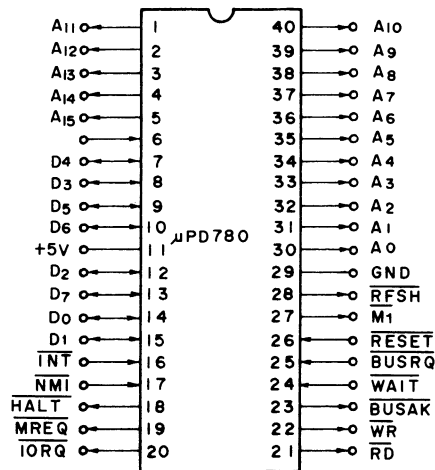 A11 1 40 A10
A12 2 39 A9
A13 3 38 A8
A14 4 37 A7
A15 5 36 A6
6 35 A5
D4 7 34 A4
D3 8 33 A3
D5 9 32 A2
D6 10 31 A1
μPD780
+5V 11 30 A0
D2 12 29 GND
D7 13 28 RFSH
D0 14 27 M1
D1 15 26 RESET
INT 16 25 BUSRQ
NMI 17 24 WAIT
HALT 18 23 BUSAK
MREQ 19 22 WR
IORQ 20 21 RD